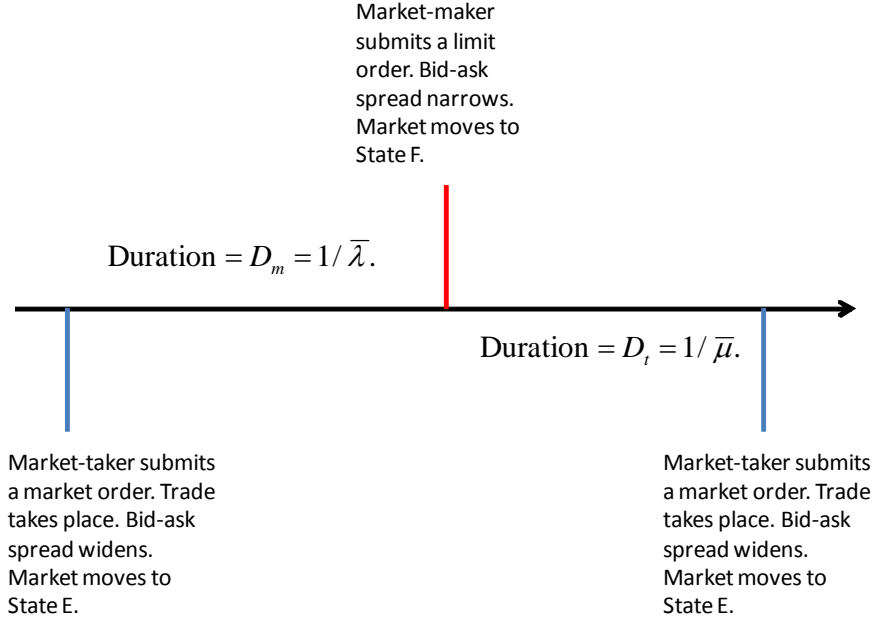 Market-maker
submits a limit
order. Bid-ask
spread narrows.
Market moves to
State F.
Duration = D_m = 1/ λ̅.
Duration = D_t = 1/ μ̅.
Market-taker submits
a market order. Trade
takes place. Bid-ask
spread widens.
Market moves to
State E.
Market-taker submits
a market order. Trade
takes place. Bid-ask
spread widens.
Market moves to
State E.